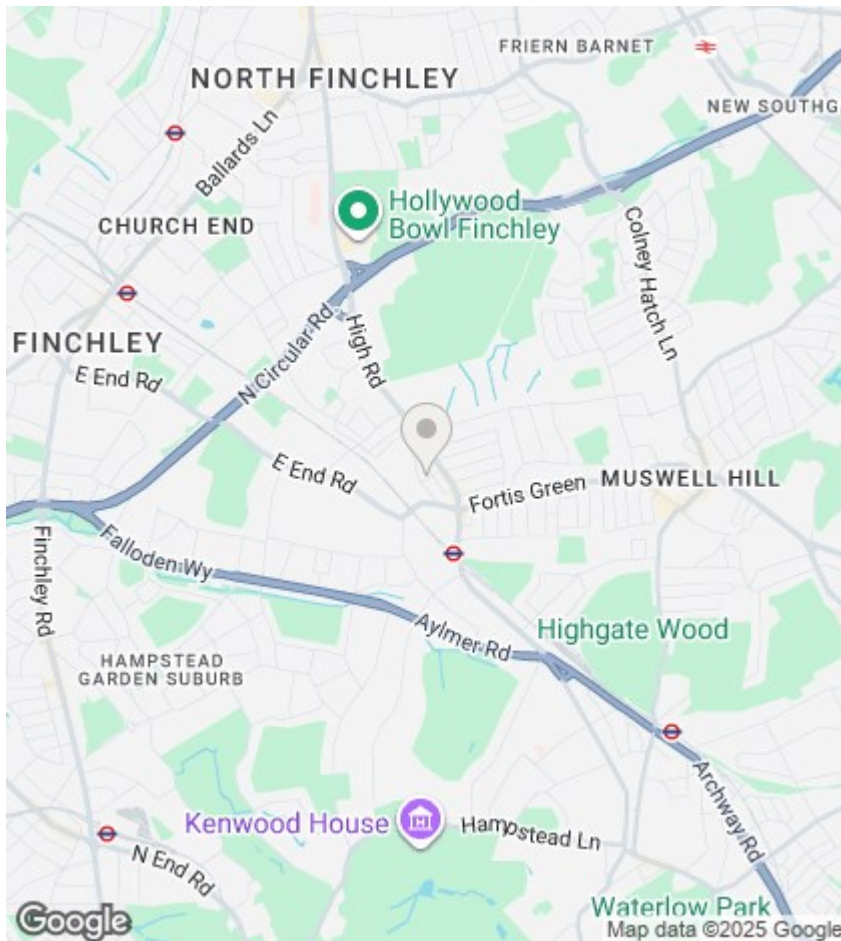 FRIERN BARNET
NORTH FINCHLEY
NEW SOUTHG
Ballards Ln
Hollywood
Bowl Finchley
CHURCH END
Colney Hatch Ln
N Circular Rd
High Rd
FINCHLEY
E End Rd
E End Rd
Fortis Green
MUSWELL HILL
Finchley Rd
Falloden Wy
Aylmer Rd
Highgate Wood
HAMPSTEAD
GARDEN SUBURB
Archway Rd
Kenwood House
Hampstead Ln
N End Rd
Waterlow Park
Google
Map data ©2025 Google